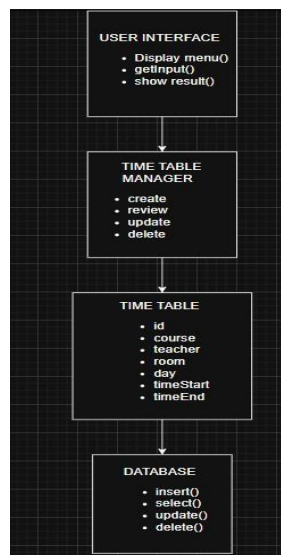 USER INTERFACE
• Display menu()
• getInput()
• show result()
TIME TABLE
MANAGER
• create
• review
• update
• delete
TIME TABLE
• id
• course
• teacher
• room
• day
• timeStart
• timeEnd
DATABASE
• insert()
• select()
• update()
• delete()